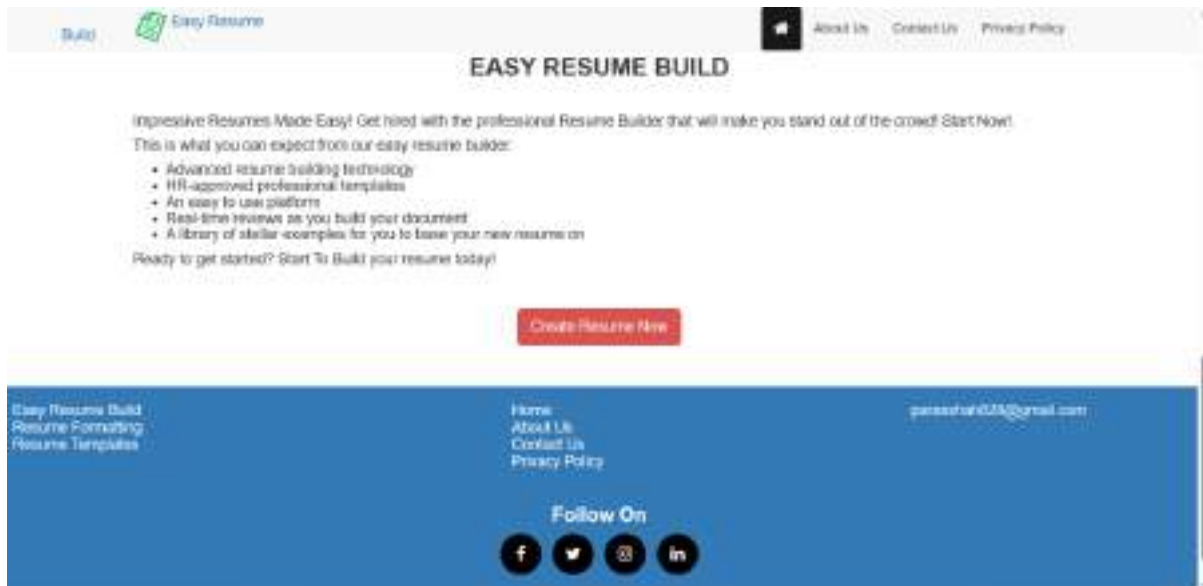 Build
Easy Resume
About Us Contact Us Privacy Policy
EASY RESUME BUILD
Impressive Resumes Made Easy! Get hired with the professional Resume Builder that will make you stand out of the crowd! Start Now!
This is what you can expect from our easy resume builder:
• Advanced resume building technology
• HR-approved professional templates
• An easy to use platform
• Real-time reviews as you build your document
• A library of stellar examples for you to base your new resume on
Ready to get started? Start To Build your resume today!
Create Resume Now
Easy Resume Build
Resume Formatting
Resume Templates
Home
About Us
Contact Us
Privacy Policy
Follow On